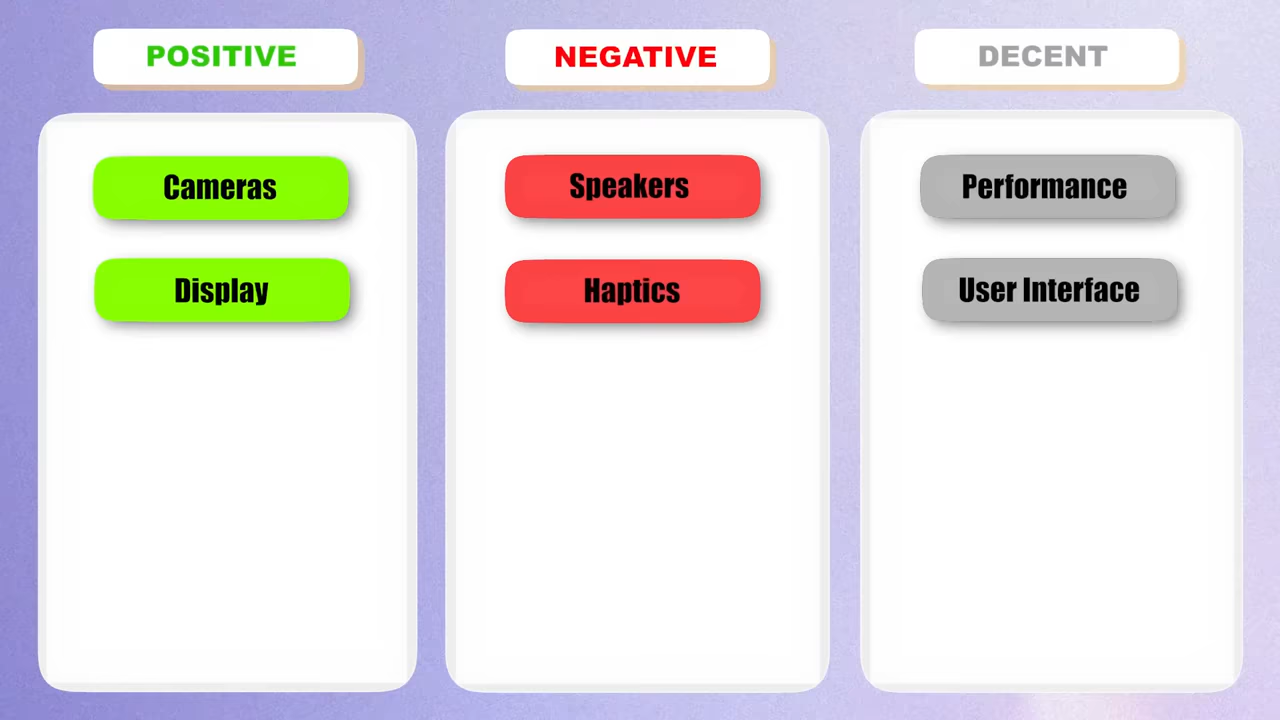 POSITIVE
Cameras
Display
NEGATIVE
Speakers
Haptics
DECENT
Performance
User Interface